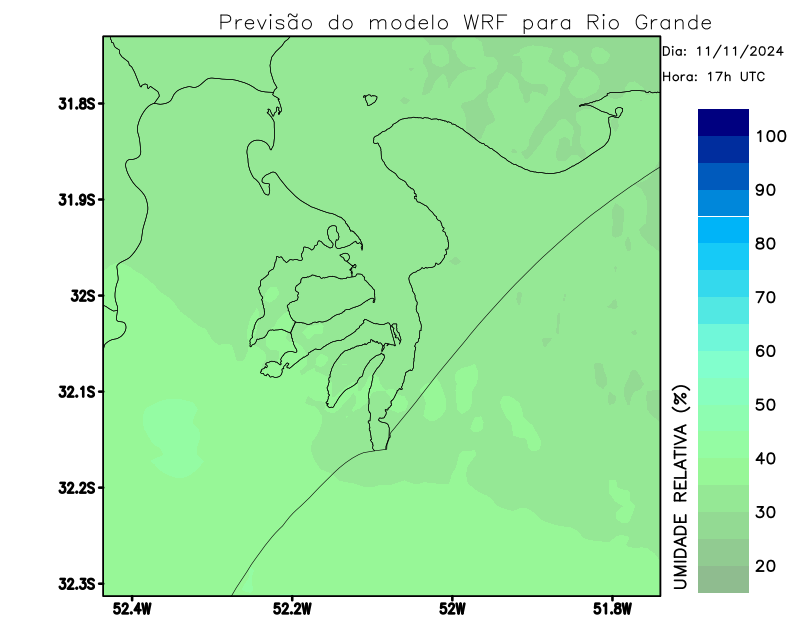 Previsão do modelo WRF para Rio Grande
Dia: 11/11/2024
Hora: 17h UTC
31.8S
31.9S
32S
32.1S
32.2S
32.3S
52.4W
52.2W
52W
51.8W
100
90
80
70
60
50
40
30
20
UMIDADE RELATIVA (%)